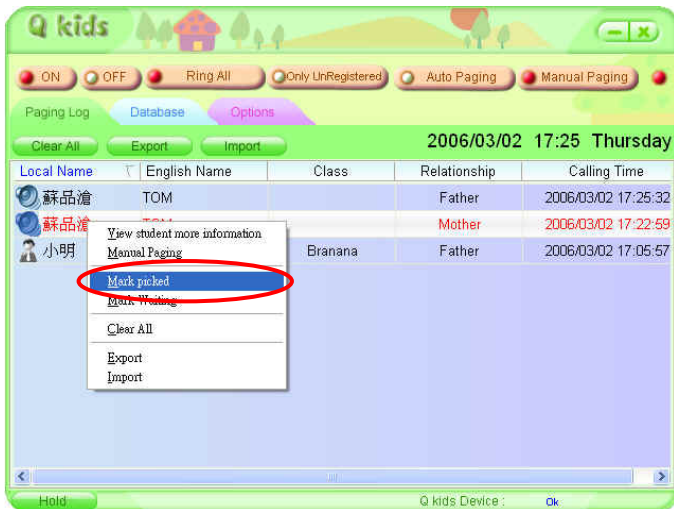 Q kids
ON OFF Ring All Only UnRegistered Auto Paging Manual Paging
Paging Log Database Options
Clear All Export Import 2006/03/02 17:25 Thursday
Local Name English Name Class Relationship Calling Time
蘇品滄 TOM Father 2006/03/02 17:25:32
蘇品滄 TOM Mother 2006/03/02 17:22:59
小明 Branana Father 2006/03/02 17:05:57
View student more information
Manual Paging
Mark picked
Mark Waiting
Clear All
Export
Import
Hold Q kids Device : Ok